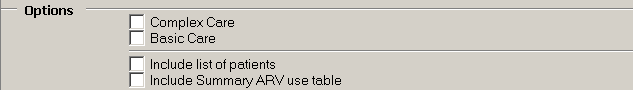 Options
Complex Care
Basic Care
Include list of patients
Include Summary ARV use table